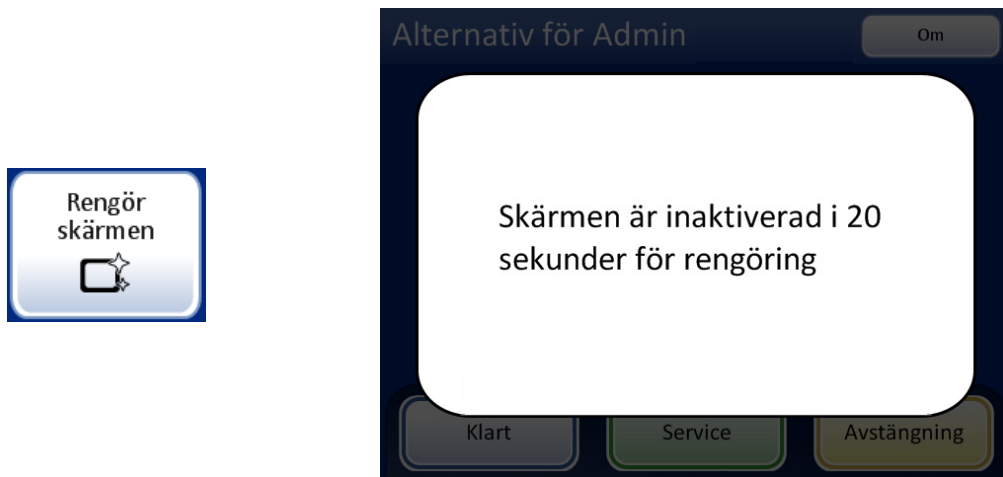 Rengör
skärmen
Alternativ för Admin
Om
Skärmen är inaktiverad i 20
sekunder för rengöring
Klart
Service
Avstängning